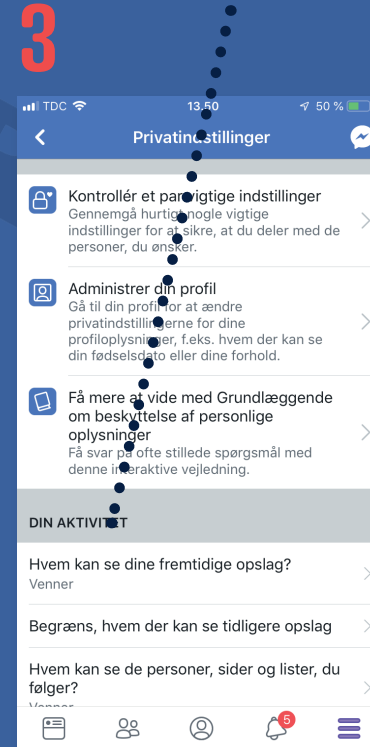 3
TDC 13.50 50 %
Privatindstillinger
Kontrollér et par vigtige indstillinger
Gennemgå hurtigt nogle vigtige
indstillinger for at sikre, at du deler med de
personer, du ønsker.
Administrer din profil
Gå til din profil for at ændre
privatindstillingerne for dine
profiloplysninger, f.eks. hvem der kan se
din fødselsdato eller dine forhold.
Få mere at vide med Grundlæggende
om beskyttelse af personlige
oplysninger
Få svar på ofte stillede spørgsmål med
denne interaktive vejledning.
DIN AKTIVITET
Hvem kan se dine fremtidige opslag?
Venner
Begræns, hvem der kan se tidligere opslag
Hvem kan se de personer, sider og lister, du
følger?
Venner
5